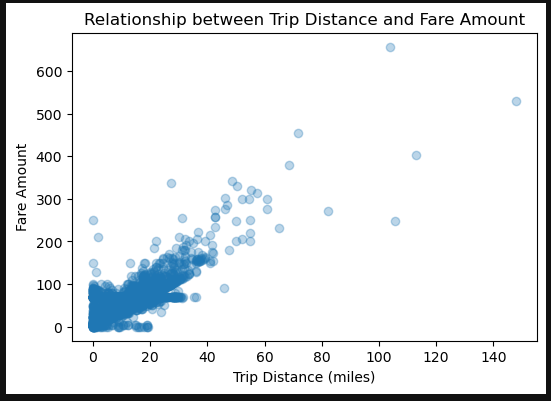 Relationship between Trip Distance and Fare Amount
600
500
400
300
200
100
0
Fare Amount
0 20 40 60 80 100 120 140
Trip Distance (miles)